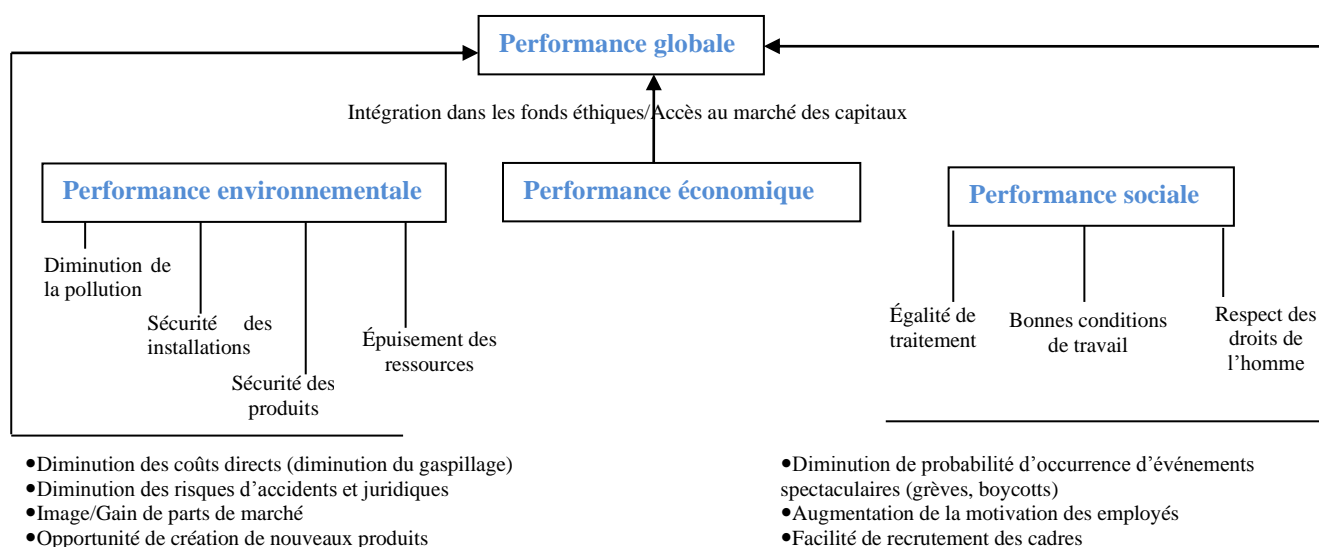 Performance globale
Intégration dans les fonds éthiques/Accès au marché des capitaux
Performance environnementale
Performance économique
Performance sociale
Diminution de
la pollution
Sécurité des
installations
Sécurité des
produits
Épuisement des
ressources
Égalité de
traitement
Bonnes conditions
de travail
Respect des
droits de
l’homme
•Diminution des coûts directs (diminution du gaspillage)
•Diminution des risques d’accidents et juridiques
•Image/Gain de parts de marché
•Opportunité de création de nouveaux produits
•Diminution de probabilité d’occurrence d’événements
spectaculaires (grèves, boycotts)
•Augmentation de la motivation des employés
•Facilité de recrutement des cadres